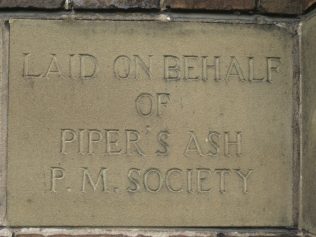 LAID ON BEHALF
OF
PIPER'S ASH
P. M. SOCIETY